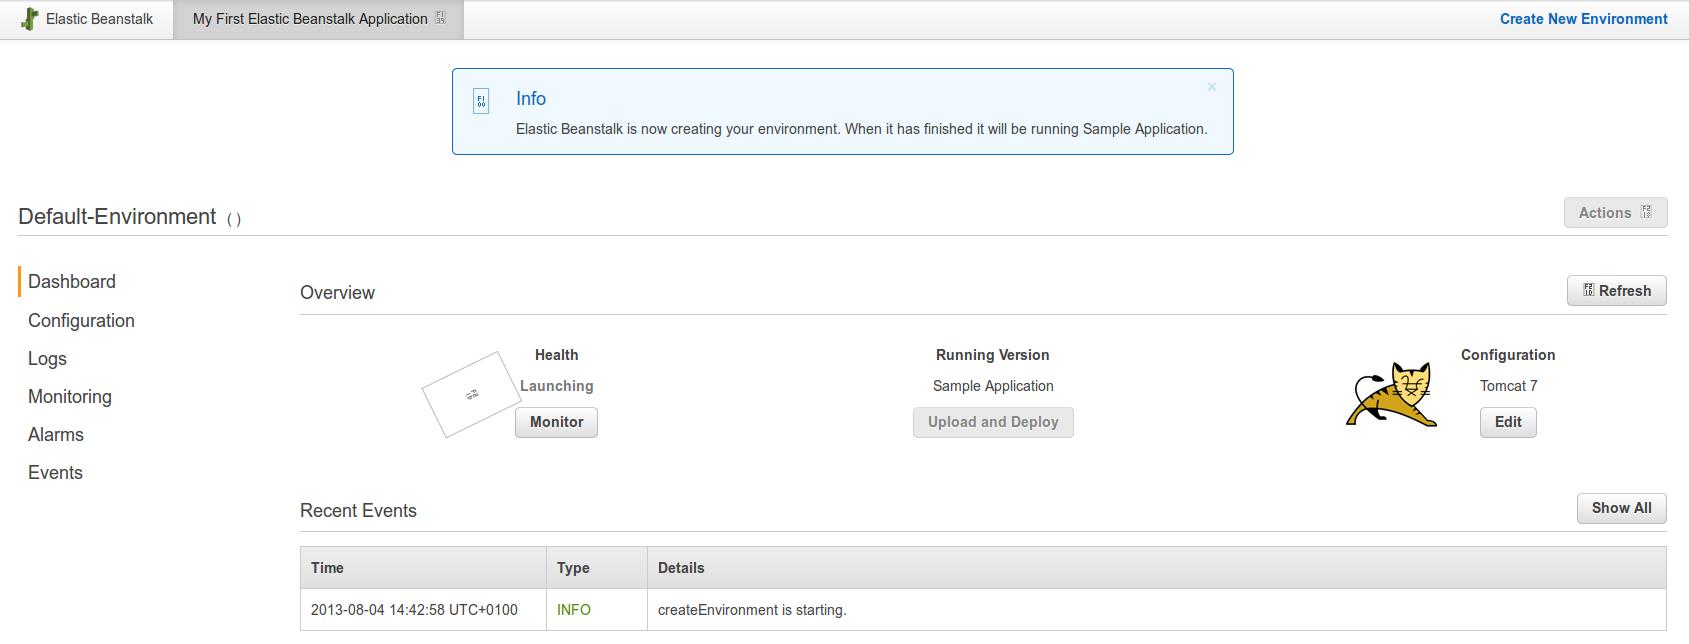 Elastic Beanstalk
My First Elastic Beanstalk Application
Create New Environment
Info
Elastic Beanstalk is now creating your environment. When it has finished it will be running Sample Application.
Default-Environment ( )
Actions
Dashboard
Configuration
Logs
Monitoring
Alarms
Events
Overview
Refresh
Health
Launching
Monitor
Running Version
Sample Application
Upload and Deploy
Configuration
Tomcat 7
Edit
Recent Events
Show All
Time Type Details
2013-08-04 14:42:58 UTC+0100 INFO createEnvironment is starting.